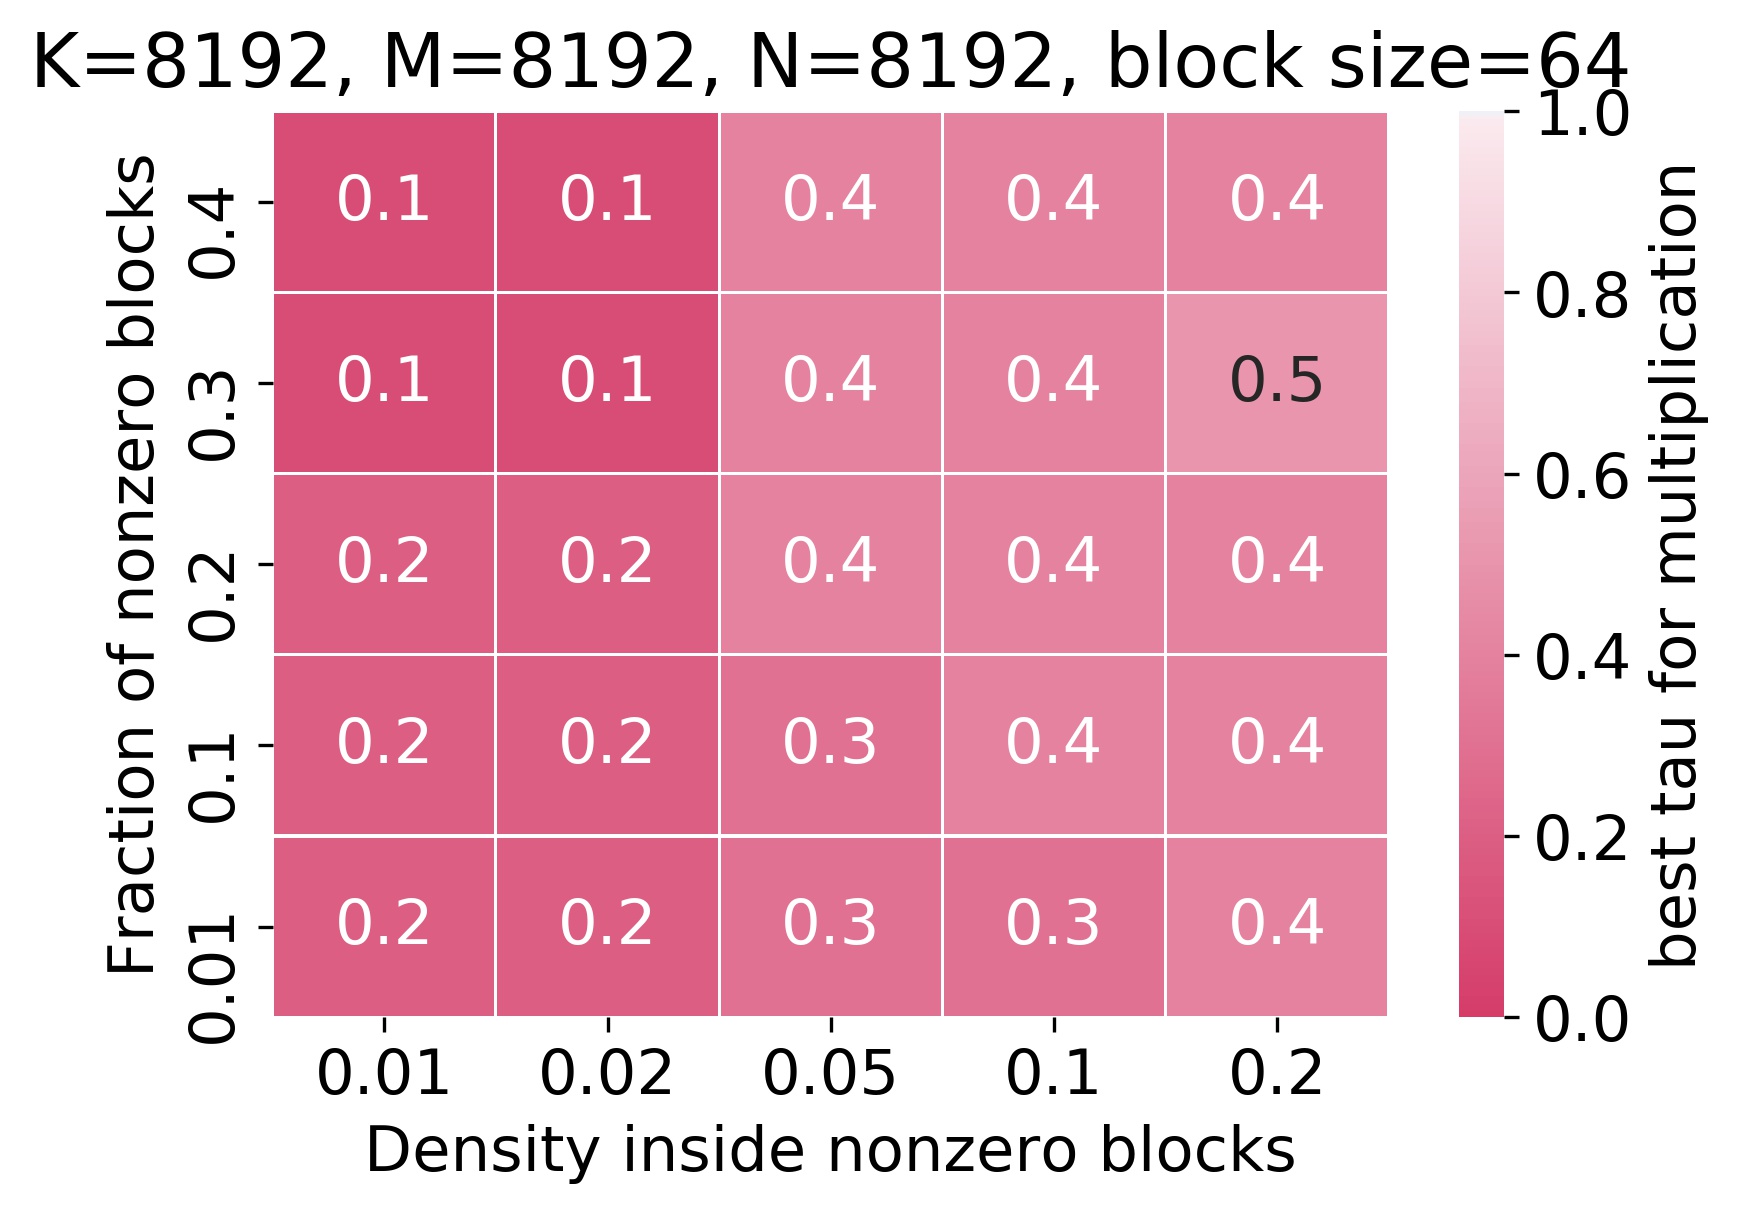 K=8192, M=8192, N=8192, block size=64
Fraction of nonzero blocks
0.4 0.1 0.1 0.4 0.4 0.4
0.3 0.1 0.1 0.4 0.4 0.5
0.2 0.2 0.2 0.4 0.4 0.4
0.1 0.2 0.2 0.3 0.4 0.4
0.01 0.2 0.2 0.3 0.3 0.4
0.01 0.02 0.05 0.1 0.2
Density inside nonzero blocks
1.0
0.8
0.6
0.4
0.2
0.0
best tau for multiplication